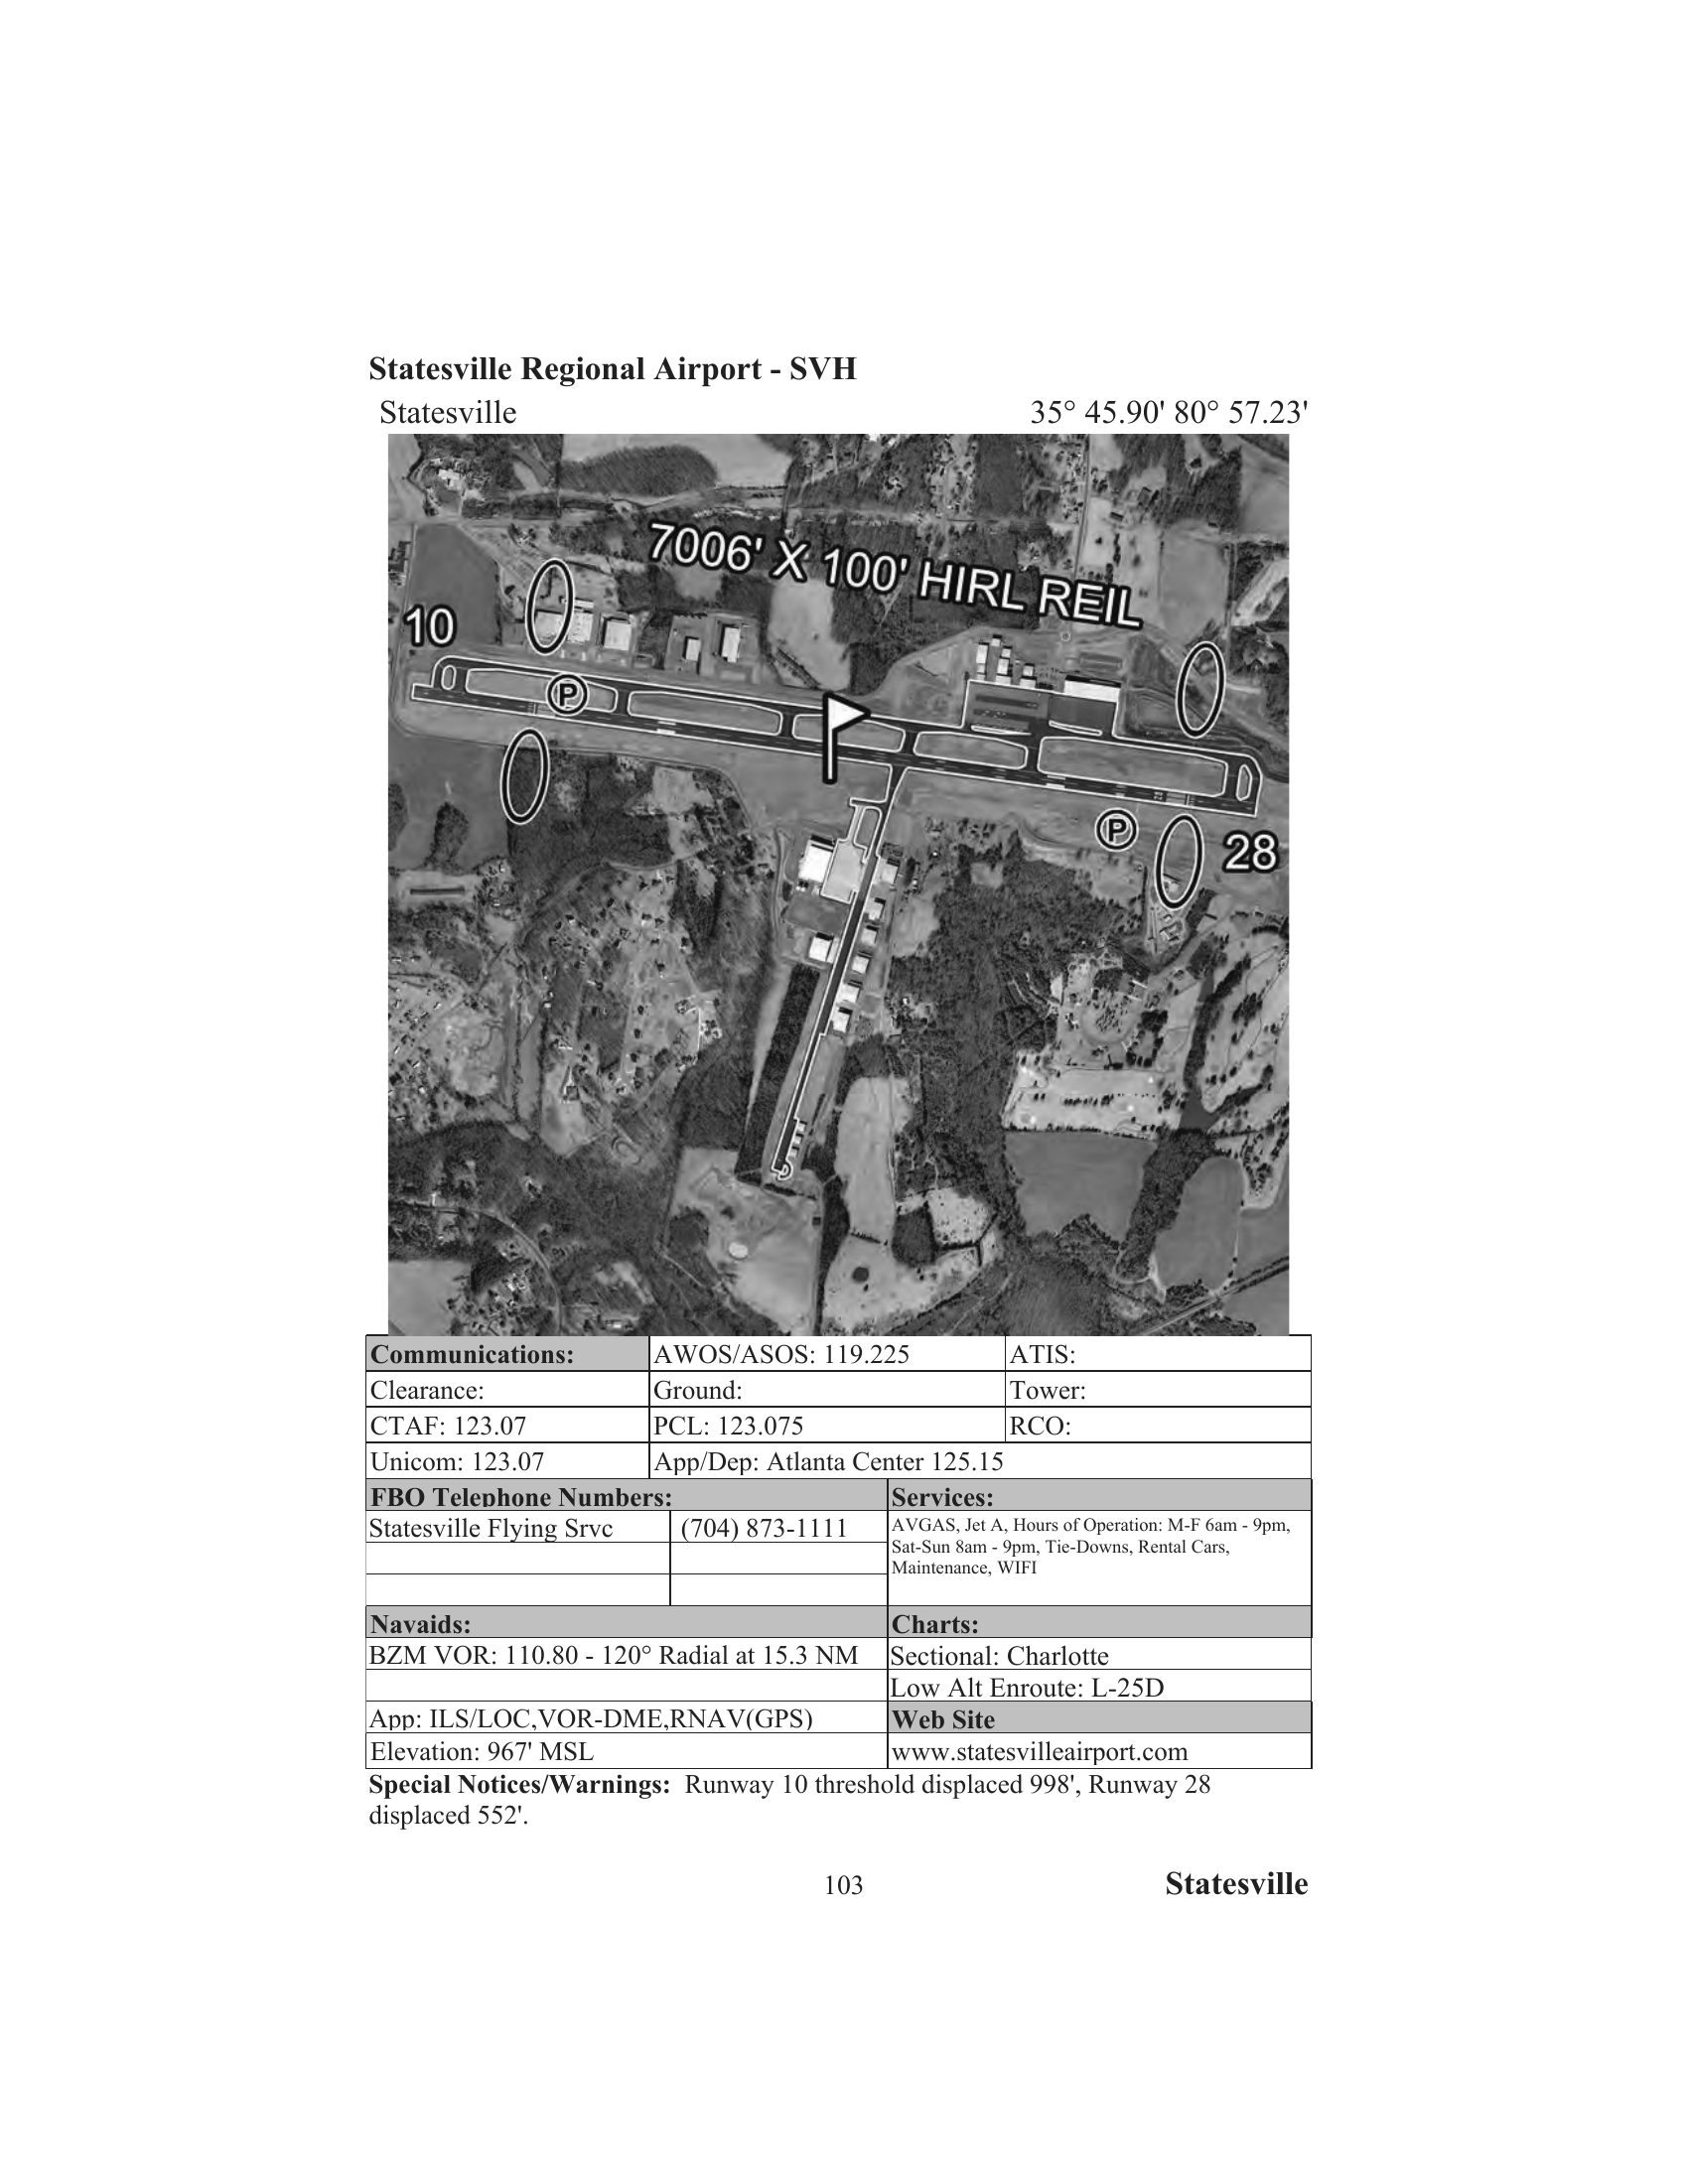 Statesville Regional Airport - SVH
Statesville 35° 45.90' 80° 57.23'
7006' X 100' HIRL REIL
10
P
P
28
Communications: AWOS/ASOS: 119.225 ATIS:
Clearance: Ground: Tower:
CTAF: 123.07 PCL: 123.075 RCO:
Unicom: 123.07 App/Dep: Atlanta Center 125.15
FBO Telephone Numbers: Services:
Statesville Flying Srvc (704) 873-1111
AVGAS, Jet A, Hours of Operation: M-F 6am - 9pm,
Sat-Sun 8am - 9pm, Tie-Downs, Rental Cars,
Maintenance, WIFI
Navaids: Charts:
BZM VOR: 110.80 - 120° Radial at 15.3 NM Sectional: Charlotte
Low Alt Enroute: L-25D
App: ILS/LOC,VOR-DME,RNAV(GPS) Web Site
Elevation: 967' MSL www.statesvilleairport.com
Special Notices/Warnings: Runway 10 threshold displaced 998', Runway 28
displaced 552'.
103 Statesville